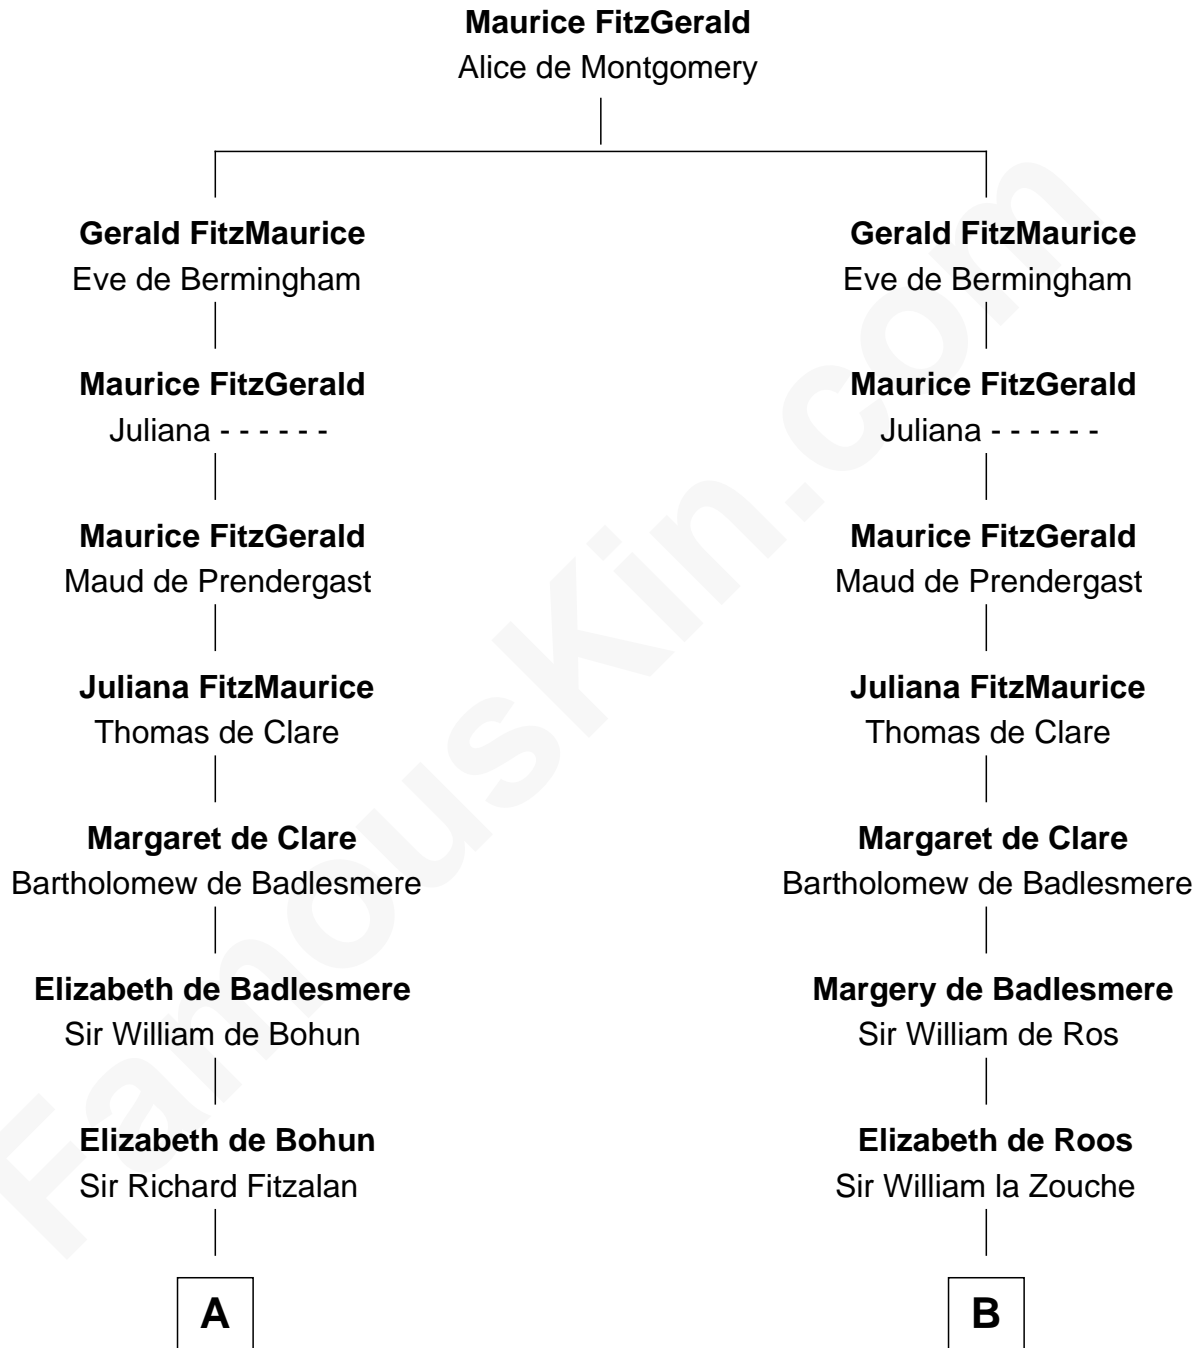 Maurice FitzGerald
Alice de Montgomery
Gerald FitzMaurice
Eve de Bermingham
Maurice FitzGerald
Juliana - - - - - -
Maurice FitzGerald
Maud de Prendergast
Juliana FitzMaurice
Thomas de Clare
Margaret de Clare
Bartholomew de Badlesmere
Elizabeth de Badlesmere
Sir William de Bohun
Elizabeth de Bohun
Sir Richard Fitzalan
A
Gerald FitzMaurice
Eve de Bermingham
Maurice FitzGerald
Juliana - - - - - -
Maurice FitzGerald
Maud de Prendergast
Juliana FitzMaurice
Thomas de Clare
Margaret de Clare
Bartholomew de Badlesmere
Margery de Badlesmere
Sir William de Ros
Elizabeth de Roos
Sir William la Zouche
B
FamousKin.com